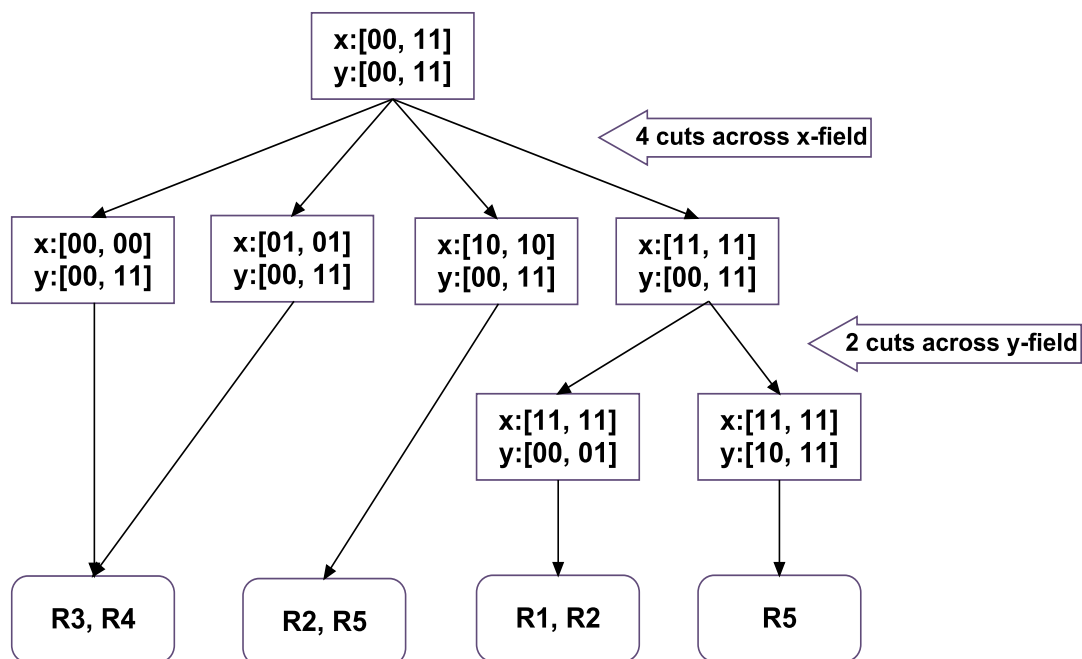 x:[00, 11]
y:[00, 11]
4 cuts across x-field
x:[00, 00]
y:[00, 11]
x:[01, 01]
y:[00, 11]
x:[10, 10]
y:[00, 11]
x:[11, 11]
y:[00, 11]
2 cuts across y-field
x:[11, 11]
y:[00, 01]
x:[11, 11]
y:[10, 11]
R3, R4
R2, R5
R1, R2
R5